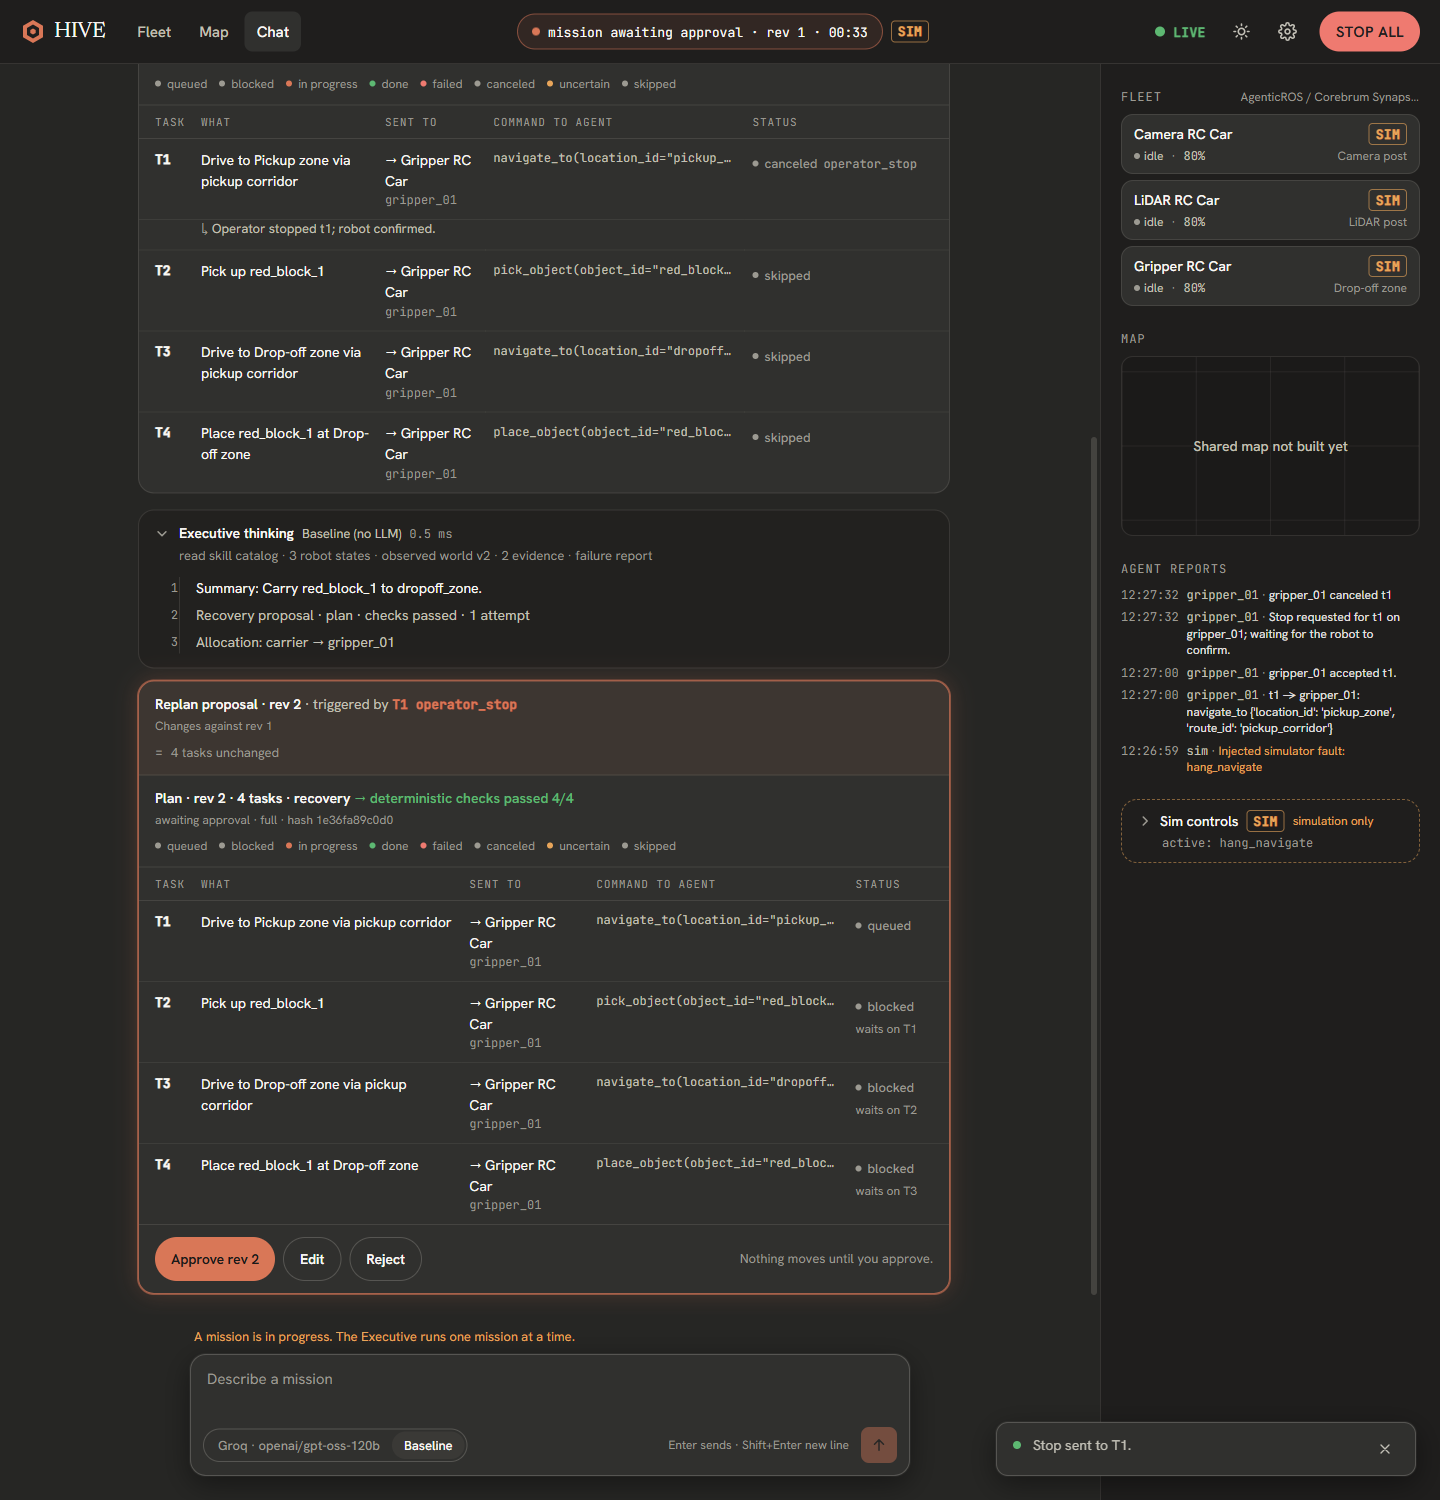 HIVE
Fleet
Map
Chat
mission awaiting approval · rev 1 · 00:33
SIM
LIVE
STOP ALL
queued blocked in progress done failed canceled uncertain skipped
TASK WHAT SENT TO COMMAND TO AGENT STATUS
T1 Drive to Pickup zone via → Gripper RC navigate_to(location_id="pickup_… canceled operator_stop
pickup corridor Car
gripper_01
↳ Operator stopped t1; robot confirmed.
T2 Pick up red_block_1 → Gripper RC pick_object(object_id="red_block… skipped
Car
gripper_01
T3 Drive to Drop-off zone via → Gripper RC navigate_to(location_id="dropoff… skipped
pickup corridor Car
gripper_01
T4 Place red_block_1 at Drop- → Gripper RC place_object(object_id="red_bloc… skipped
off zone Car
gripper_01
Executive thinking Baseline (no LLM) 0.5 ms
read skill catalog · 3 robot states · observed world v2 · 2 evidence · failure report
1 Summary: Carry red_block_1 to dropoff_zone.
2 Recovery proposal · plan · checks passed · 1 attempt
3 Allocation: carrier → gripper_01
Replan proposal · rev 2 · triggered by T1 operator_stop
Changes against rev 1
= 4 tasks unchanged
Plan · rev 2 · 4 tasks · recovery → deterministic checks passed 4/4
awaiting approval · full · hash 1e36fa89c0d0
queued blocked in progress done failed canceled uncertain skipped
TASK WHAT SENT TO COMMAND TO AGENT STATUS
T1 Drive to Pickup zone via pickup corridor → Gripper RC navigate_to(location_id="pickup_… queued
Car
gripper_01
T2 Pick up red_block_1 → Gripper RC pick_object(object_id="red_block… blocked
Car waits on T1
gripper_01
T3 Drive to Drop-off zone via pickup → Gripper RC navigate_to(location_id="dropoff… blocked
corridor Car waits on T2
gripper_01
T4 Place red_block_1 at Drop-off zone → Gripper RC place_object(object_id="red_bloc… blocked
Car waits on T3
gripper_01
Approve rev 2 Edit Reject Nothing moves until you approve.
A mission is in progress. The Executive runs one mission at a time.
Describe a mission
Groq · openai/gpt-oss-120b Baseline Enter sends · Shift+Enter new line
FLEET AgenticROS / Corebrum Synaps…
Camera RC Car SIM
idle · 80% Camera post
LiDAR RC Car SIM
idle · 80% LiDAR post
Gripper RC Car SIM
idle · 80% Drop-off zone
MAP
Shared map not built yet
AGENT REPORTS
12:27:32 gripper_01 · gripper_01 canceled t1
12:27:32 gripper_01 · Stop requested for t1 on
gripper_01; waiting for the robot to
confirm.
12:27:00 gripper_01 · gripper_01 accepted t1.
12:27:00 gripper_01 · t1 → gripper_01:
navigate_to {'location_id': 'pickup_zone',
'route_id': 'pickup_corridor'}
12:26:59 sim · Injected simulator fault:
hang_navigate
Sim controls SIM simulation only
active: hang_navigate
Stop sent to T1.